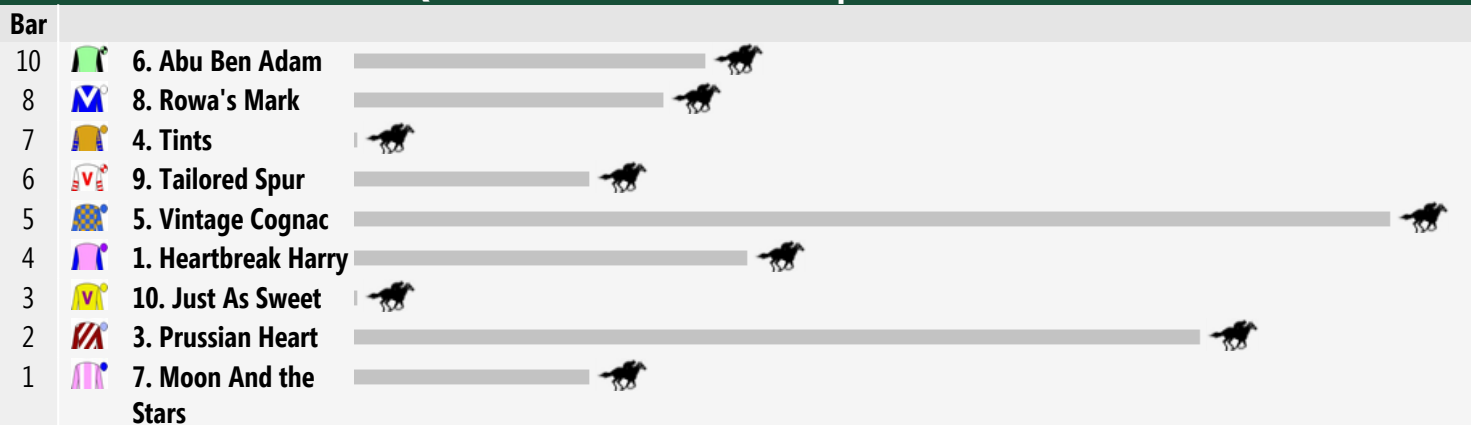 Bar
10 6. Abu Ben Adam
8 8. Rowa's Mark
7 4. Tints
6 V 9. Tailored Spur
5 5. Vintage Cognac
4 1. Heartbreak Harry
3 V 10. Just As Sweet
2 3. Prussian Heart
1 7. Moon And the
Stars